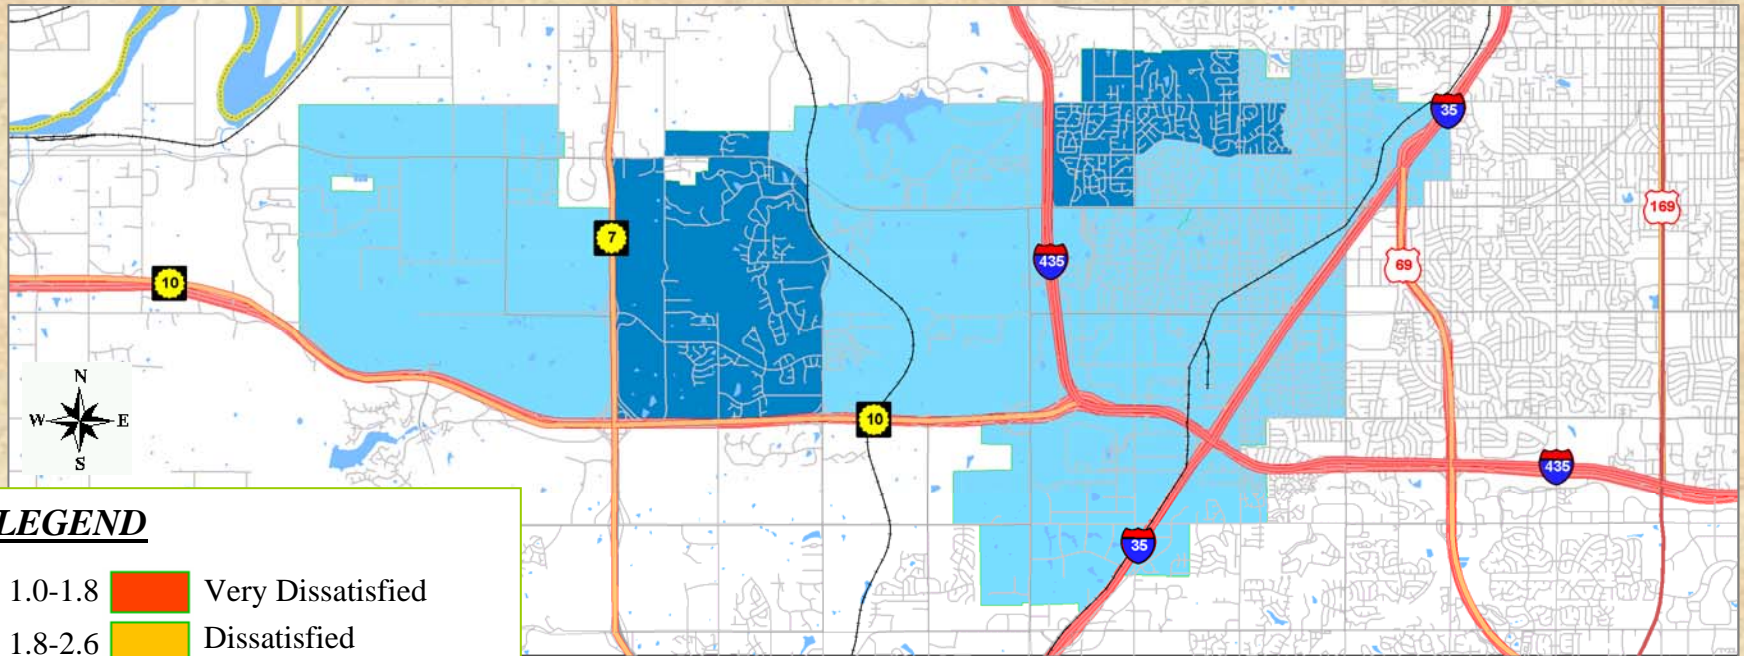 35
169
7
435
69
10
N
W E
S
10
435
LEGEND
35
1.0-1.8 Very Dissatisfied
1.8-2.6 Dissatisfied